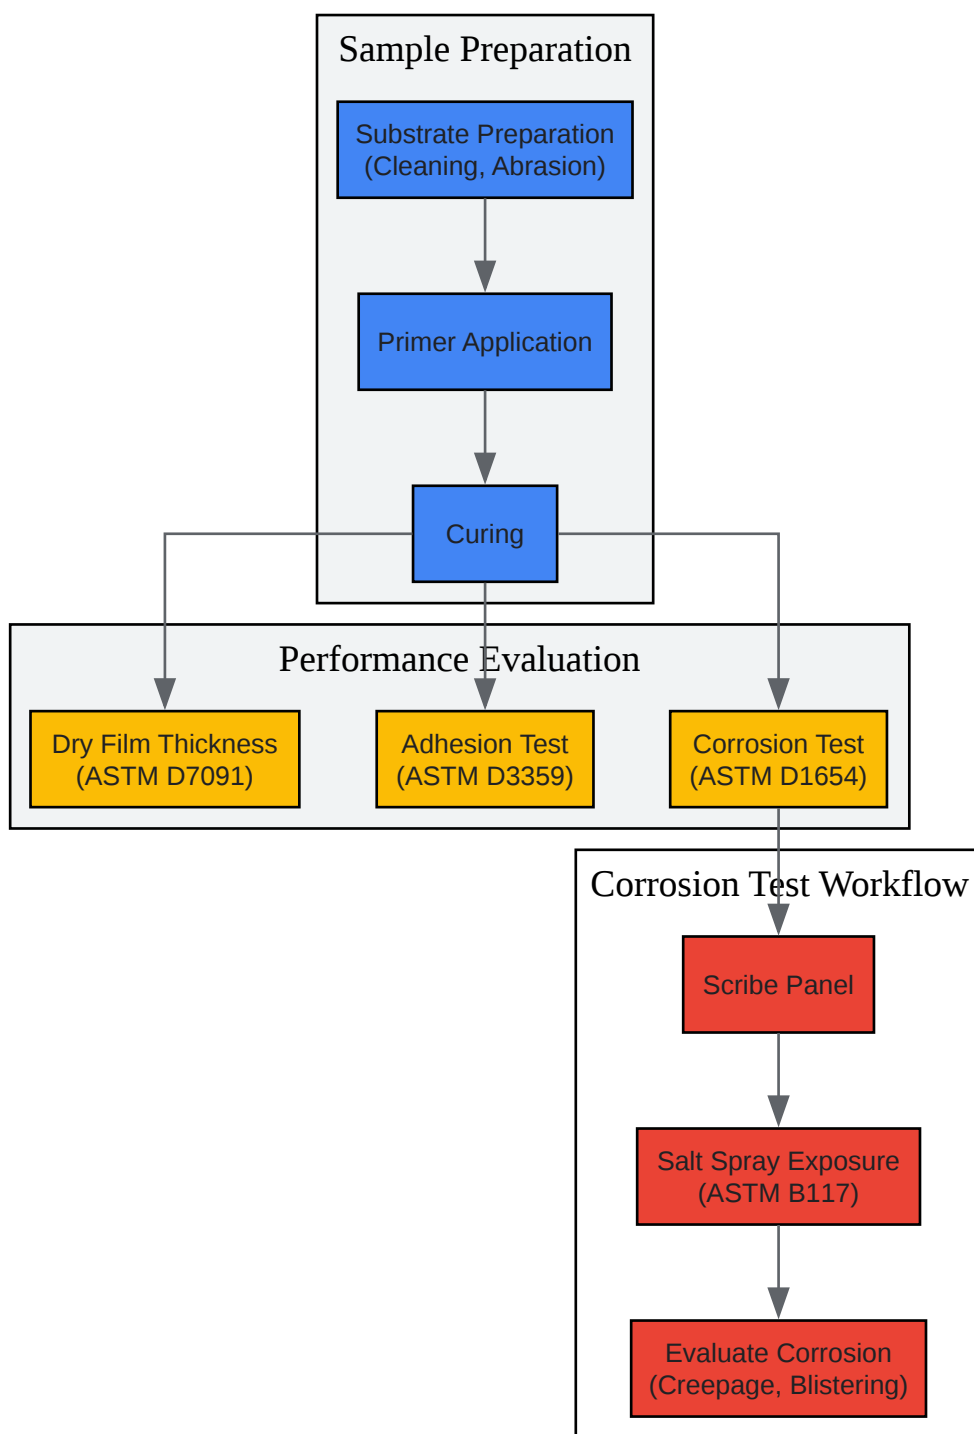 Sample Preparation
Substrate Preparation
(Cleaning, Abrasion)
Primer Application
Curing
Performance Evaluation
Dry Film Thickness
(ASTM D7091)
Adhesion Test
(ASTM D3359)
Corrosion Test
(ASTM D1654)
Corrosion Test Workflow
Scribe Panel
Salt Spray Exposure
(ASTM B117)
Evaluate Corrosion
(Creepage, Blistering)